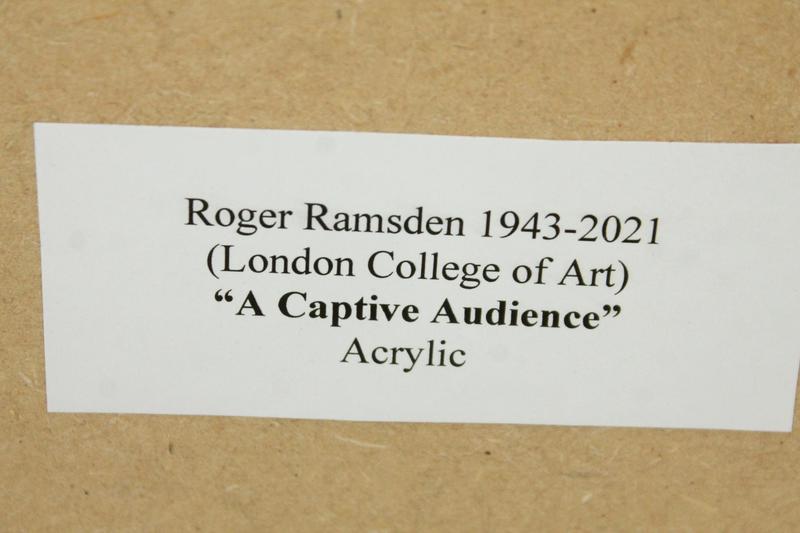 Roger Ramsden 1943-2021
(London College of Art)
“A Captive Audience”
Acrylic